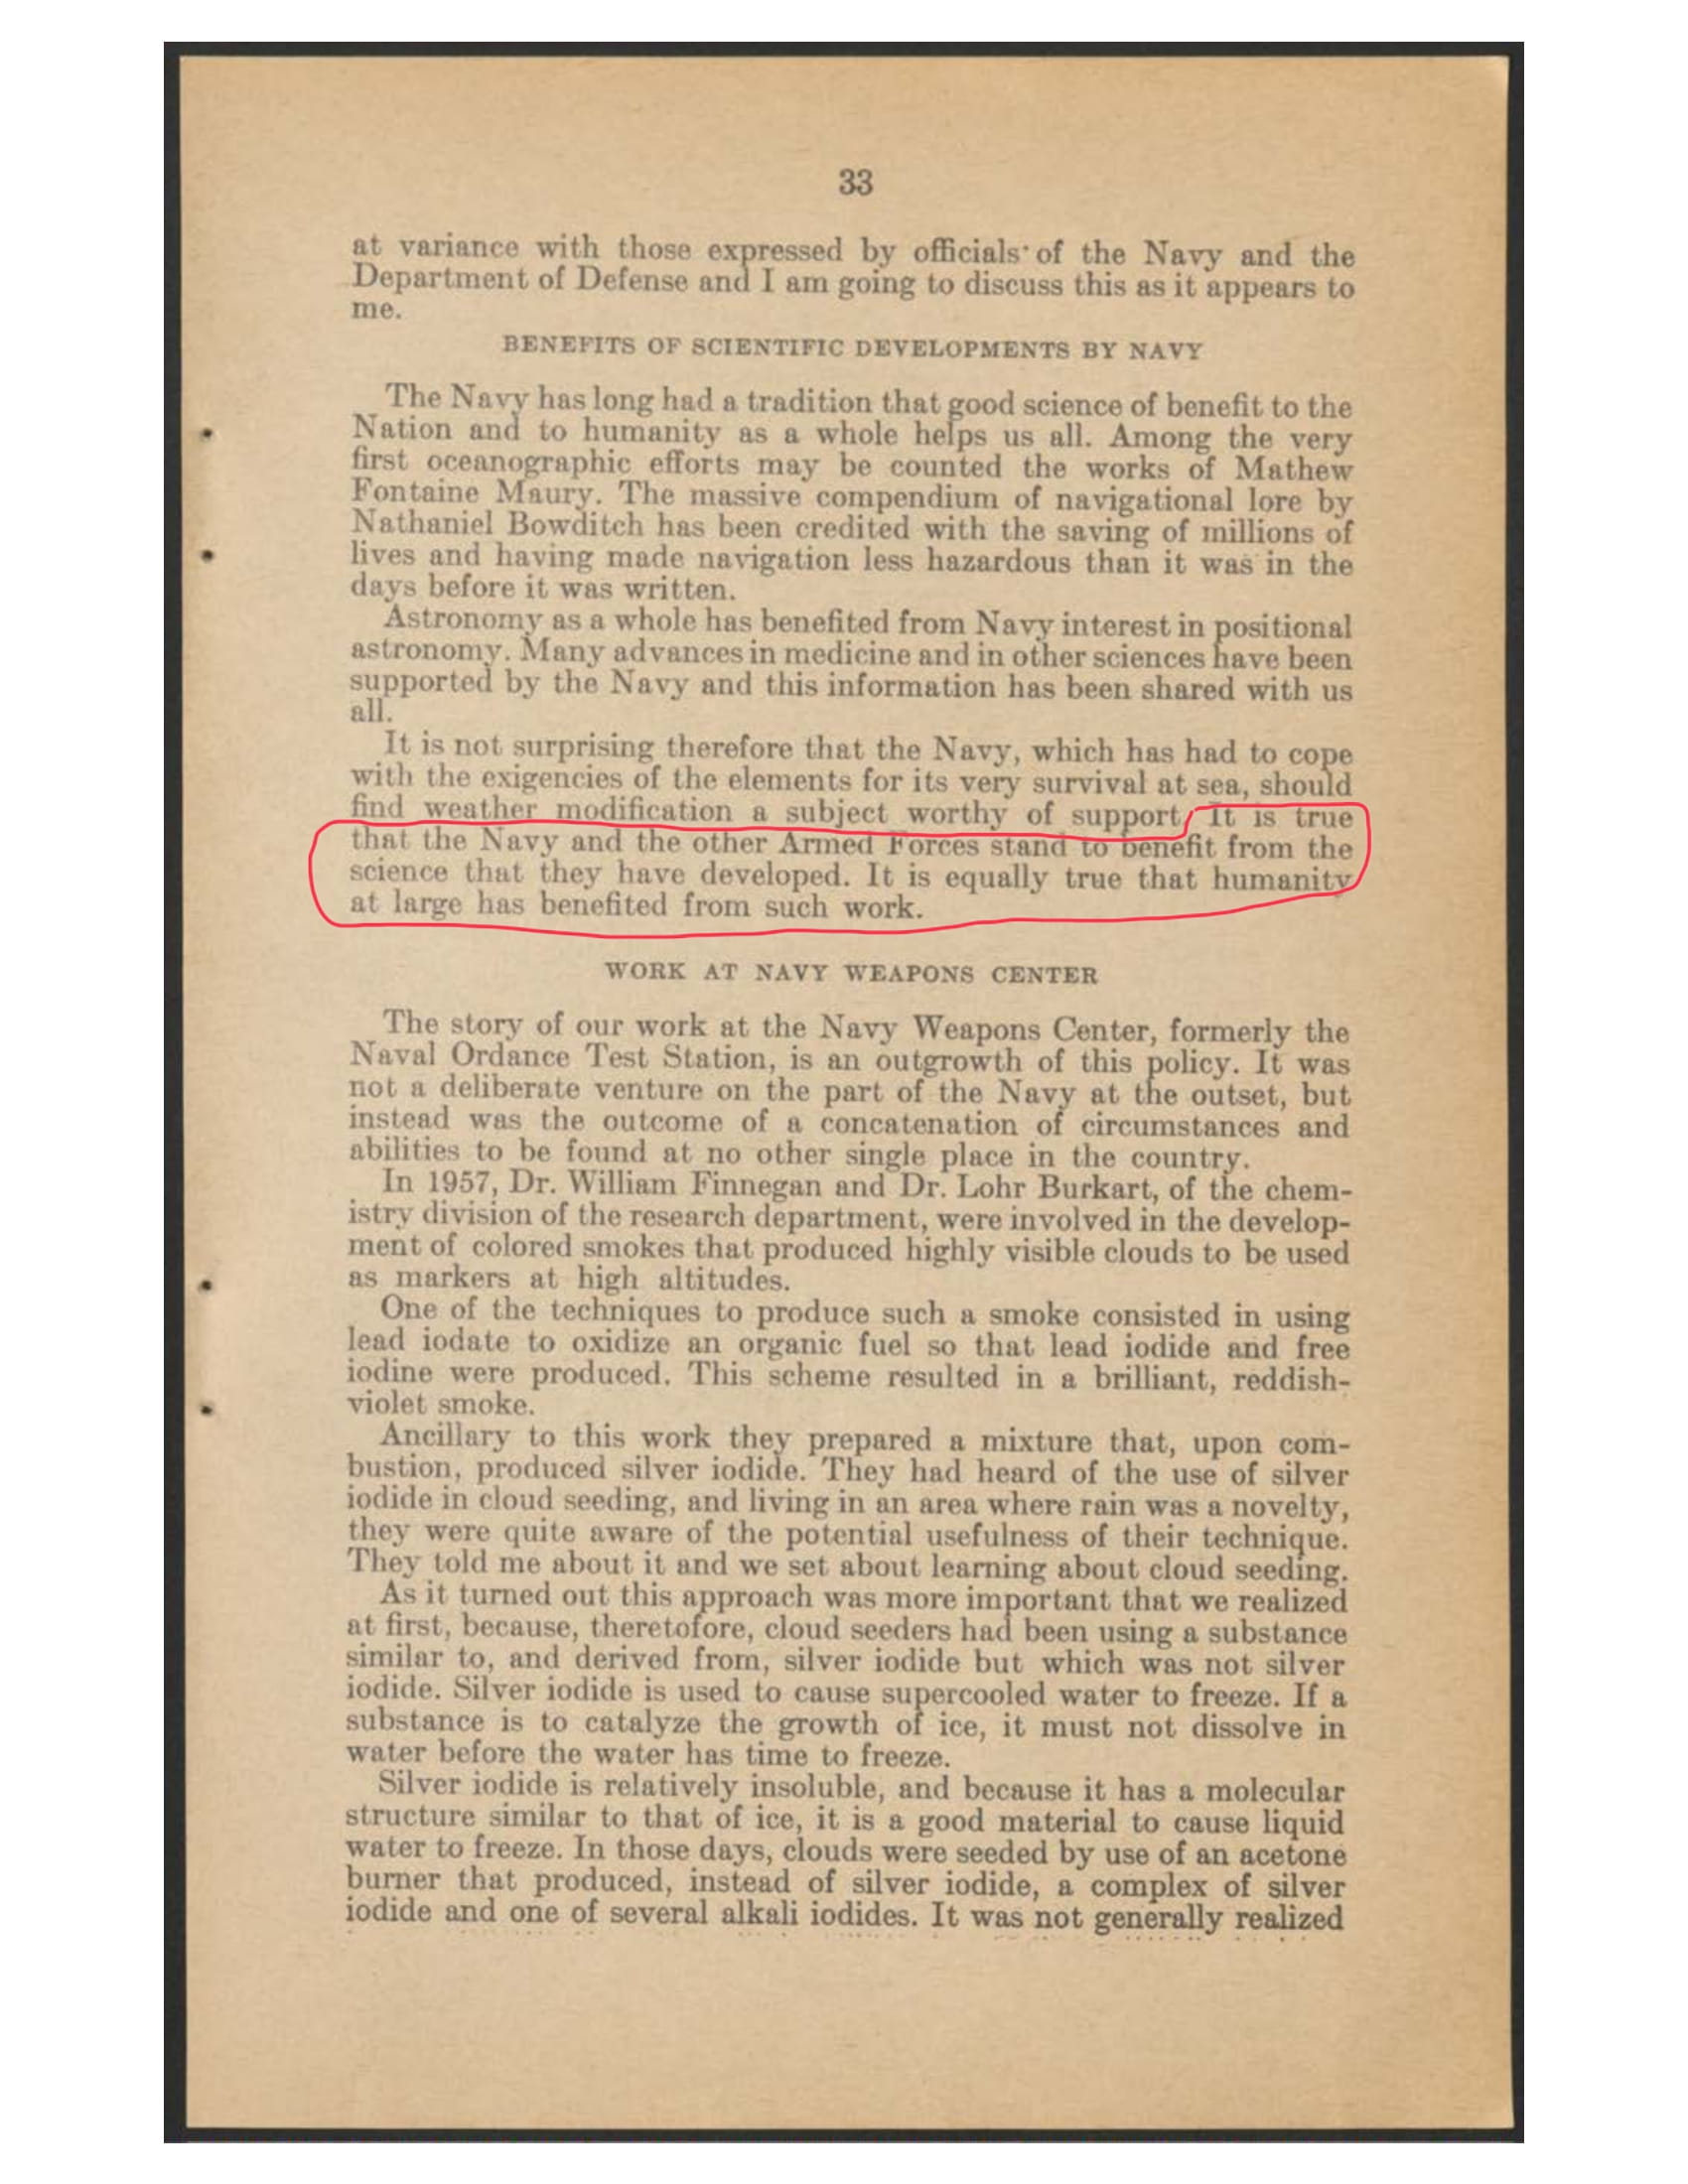 33
at variance with those expressed by officials of the Navy and the
Department of Defense and I am going to discuss this as it appears to
me.
BENEFITS OF SCIENTIFIC DEVELOPMENTS BY NAVY
The Navy has long had a tradition that good science of benefit to the
Nation and to humanity as a whole helps us all. Among the very
first oceanographic efforts may be counted the works of Mathew
Fontaine Maury. The massive compendium of navigational lore by
Nathaniel Bowditch has been credited with the saving of millions of
lives and having made navigation less hazardous than it was in the
days before it was written.
Astronomy as a whole has benefited from Navy interest in positional
astronomy. Many advances in medicine and in other sciences have been
supported by the Navy and this information has been shared with us
all.
It is not surprising therefore that the Navy, which has had to cope
with the exigencies of the elements for its very survival at sea, should
find weather modification a subject worthy of support. It is true
that the Navy and the other Armed Forces stand to benefit from the
science that they have developed. It is equally true that humanity
at large has benefited from such work.
WORK AT NAVY WEAPONS CENTER
The story of our work at the Navy Weapons Center, formerly the
Naval Ordance Test Station, is an outgrowth of this policy. It was
not a deliberate venture on the part of the Navy at the outset, but
instead was the outcome of a concatenation of circumstances and
abilities to be found at no other single place in the country.
In 1957, Dr. William Finnegan and Dr. Lohr Burkart, of the chem-
istry division of the research department, were involved in the develop-
ment of colored smokes that produced highly visible clouds to be used
as markers at high altitudes.
One of the techniques to produce such a smoke consisted in using
lead iodate to oxidize an organic fuel so that lead iodide and free
iodine were produced. This scheme resulted in a brilliant, reddish-
violet smoke.
Ancillary to this work they prepared a mixture that, upon com-
bustion, produced silver iodide. They had heard of the use of silver
iodide in cloud seeding, and living in an area where rain was a novelty,
they were quite aware of the potential usefulness of their technique.
They told me about it and we set about learning about cloud seeding.
As it turned out this approach was more important that we realized
at first, because, theretofore, cloud seeders had been using a substance
similar to, and derived from, silver iodide but which was not silver
iodide. Silver iodide is used to cause supercooled water to freeze. If a
substance is to catalyze the growth of ice, it must not dissolve in
water before the water has time to freeze.
Silver iodide is relatively insoluble, and because it has a molecular
structure similar to that of ice, it is a good material to cause liquid
water to freeze. In those days, clouds were seeded by use of an acetone
burner that produced, instead of silver iodide, a complex of silver
iodide and one of several alkali iodides. It was not generally realized